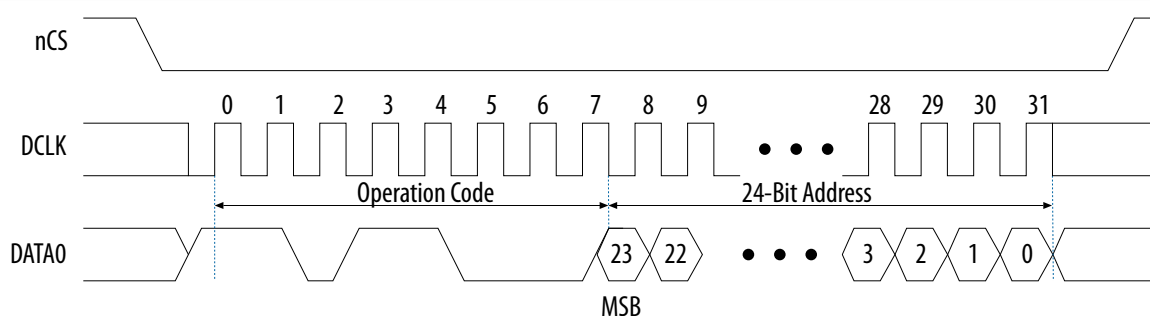 nCS
0 1 2 3 4 5 6 7 8 9 28 29 30 31
DCLK
Operation Code 24-Bit Address
DATA0 23 22 3 2 1 0
MSB